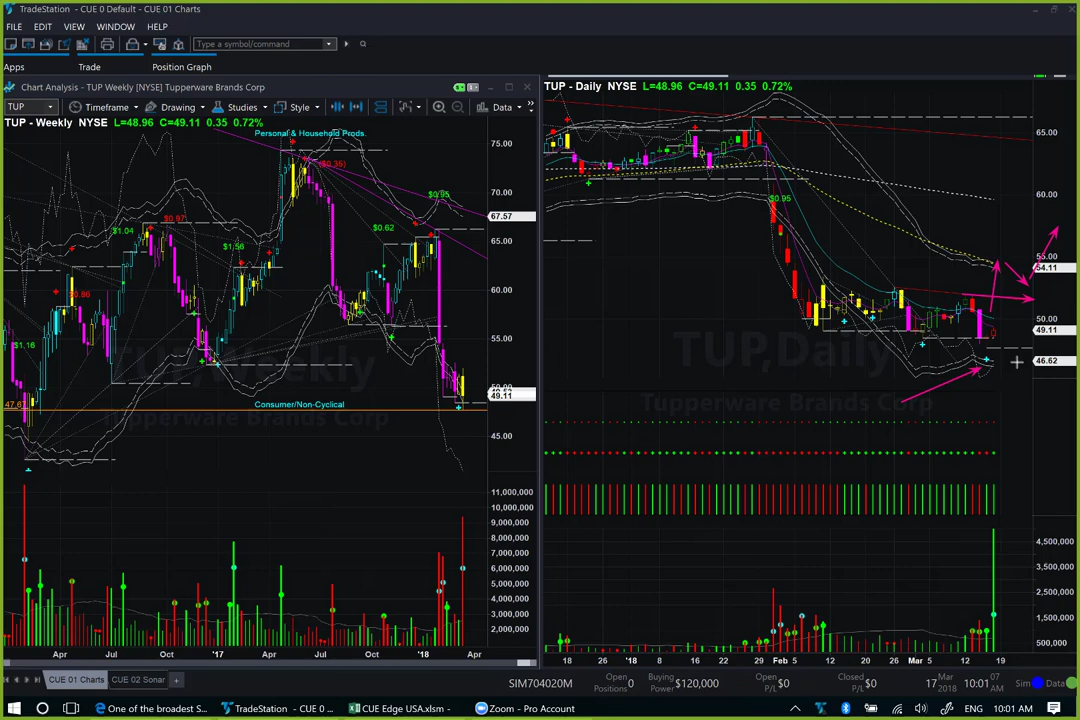 TradeStation - CUE 0 Default - CUE 01 Charts
FILE EDIT VIEW WINDOW HELP
Type a symbol/command
Apps Trade Position Graph
Chart Analysis - TUP Weekly [NYSE] Tupperware Brands Corp
TUP Timeframe Drawing Studies Style Data
TUP - Weekly NYSE L=48.96 C=49.11 0.35 0.72%
TUP - Daily NYSE L=48.96 C=49.11 0.35 0.72%
Personal & Household Prods.
75.00
($0.35)
70.00
$0.95
67.57
$0.97
$1.04
$0.62
65.00
$1.56
60.00
$0.86
55.00
$1.16
TUP,Weekly
50.00
49.11
47.67
Consumer/Non-Cyclical
Tupperware Brands Corp
45.00
11,000,000
10,000,000
9,000,000
8,000,000
7,000,000
6,000,000
5,000,000
4,000,000
3,000,000
2,000,000
Apr Jul Oct '17 Apr Jul Oct '18 Apr
65.00
60.00
$0.95
55.00
54.11
50.00
49.11
TUP,Daily
46.62
Tupperware Brands Corp
4,500,000
3,500,000
2,500,000
1,500,000
500,000
18 26 '18 8 16 22 29 Feb 5 12 20 26 Mar 5 12 19
CUE 01 Charts CUE 02 Sonar +
SIM704020M Open Positions 0 Buying Power $120,000 Open P/L $0 Closed P/L $0 17 Mar 2018 10:01 07 AM Sim Data
One of the broadest S... TradeStation - CUE 0 ... CUE Edge USA.xlsm - Zoom - Pro Account ENG 10:01 AM